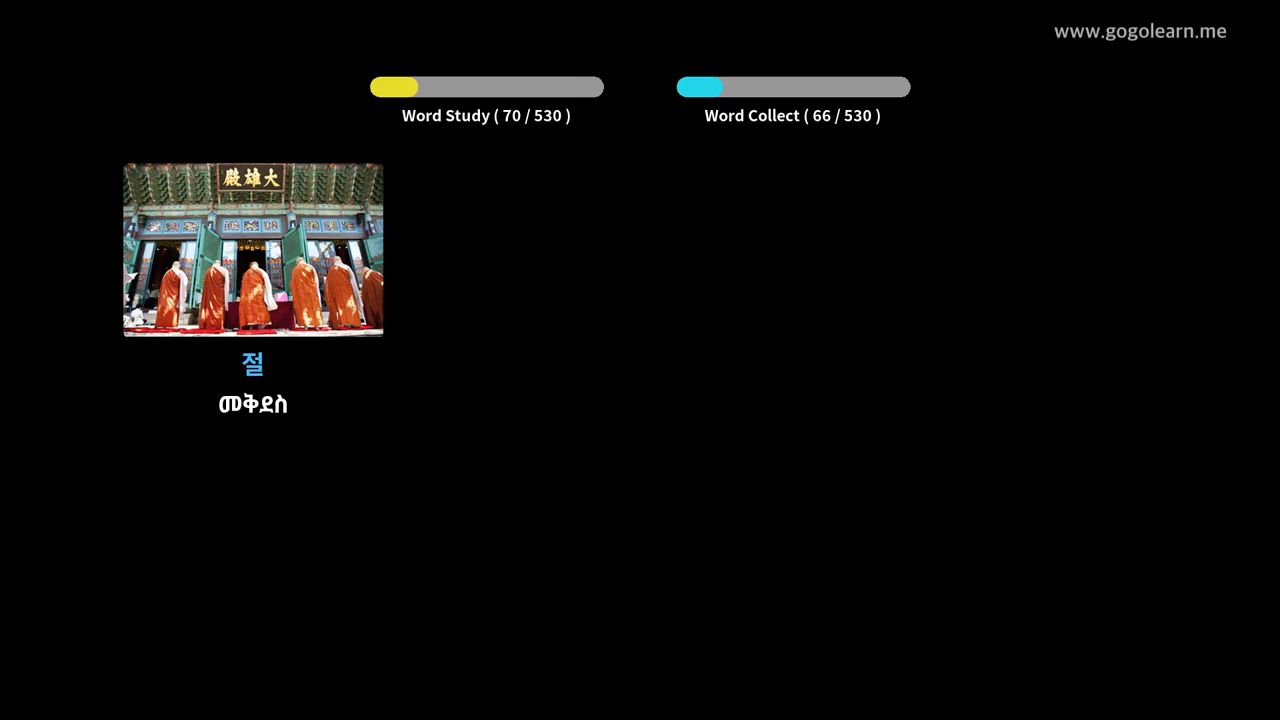 www.gogolearn.me
Word Study ( 70 / 530 )
Word Collect ( 66 / 530 )
殿雄大
절
መቅደስ